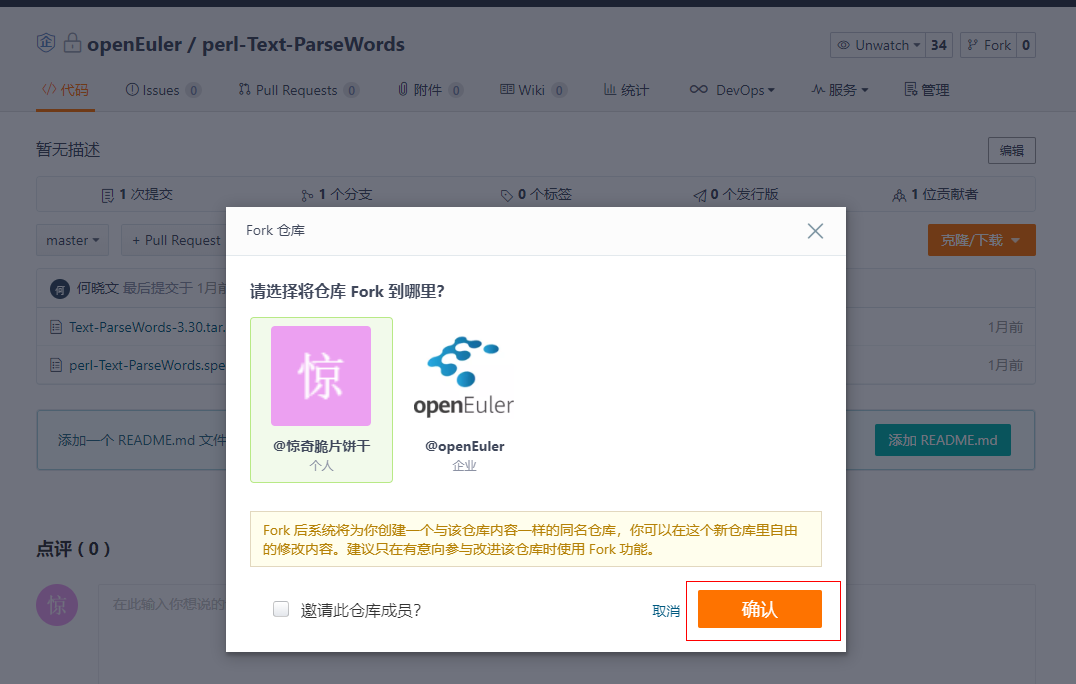 企 openEuler / perl-Text-ParseWords
Unwatch 34 Fork 0
代码 Issues 0 Pull Requests 0 附件 0 Wiki 0 统计 DevOps 服务 管理
暂无描述 编辑
1 次提交 1 个分支 0 个标签 0 个发行版 1 位贡献者
master + Pull Request 克隆/下载
Fork 仓库
请选择将仓库 Fork 到哪里?
何 何晓文 最后提交于 1月前
Text-ParseWords-3.30.tar. 1月前
perl-Text-ParseWords.spe 1月前
惊 openEuler
@惊奇脆片饼干 @openEuler
个人 企业
添加一个 README.md 文件 添加 README.md
Fork 后系统将为你创建一个与该仓库内容一样的同名仓库，你可以在这个新仓库里自由
的修改内容。建议只在有意向参与改进该仓库时使用 Fork 功能。
点评 ( 0 )
惊 在此输入你想说的
邀请此仓库成员? 取消 确认